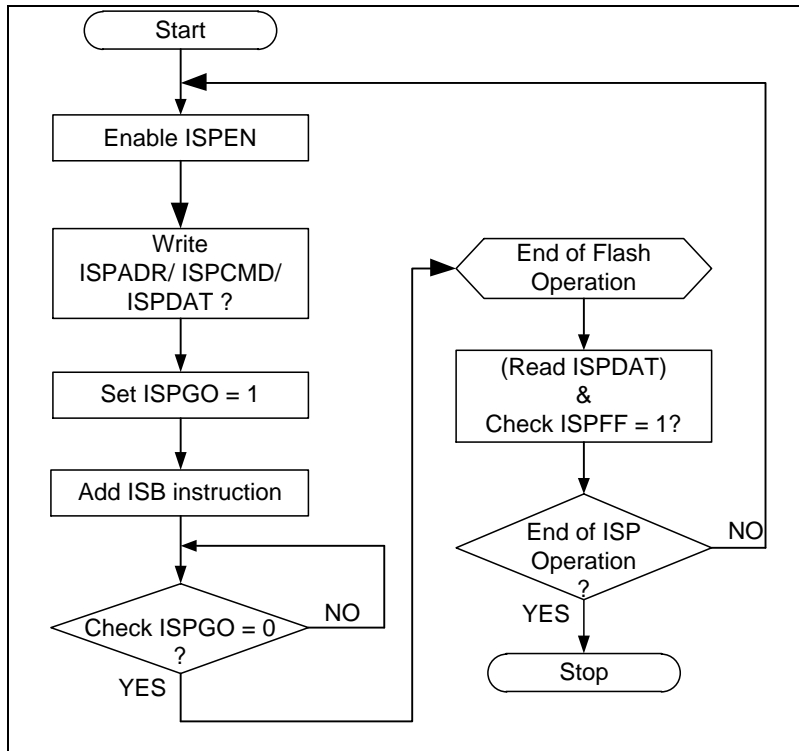 Start
Enable ISPEN
Write
ISPADR/ ISPCMD/
ISPDAT ?
Set ISPGO = 1
Add ISB instruction
Check ISPGO = 0
?
NO
YES
End of Flash
Operation
(Read ISPDAT)
&
Check ISPFF = 1?
End of ISP
Operation
?
NO
YES
Stop